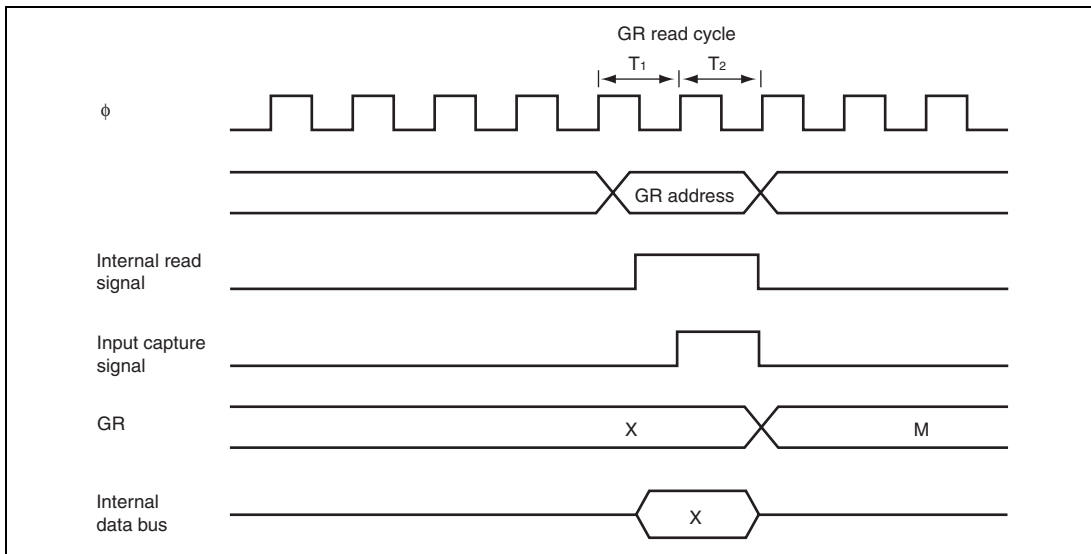 GR read cycle
T1 T2
ϕ
GR address
Internal read
signal
Input capture
signal
GR X M
Internal
data bus X